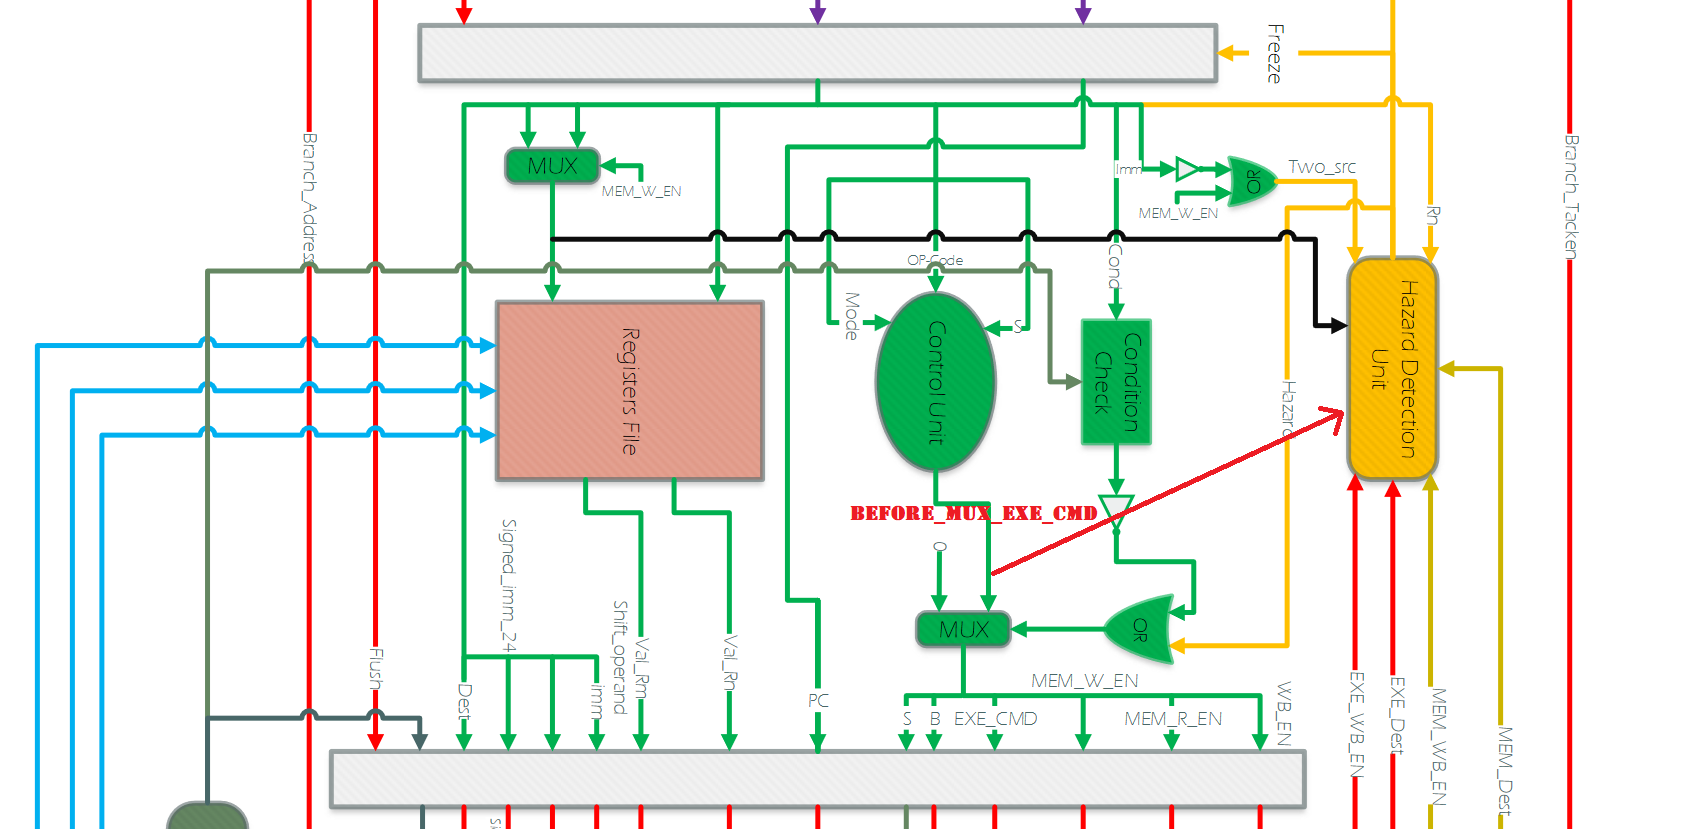 Freeze
Branch_Address
Branch_Tacken
MUX
MEM_W_EN
Imm
OR
Two_src
MEM_W_EN
Rn
OP-Code
Cond
Mode
S
Registers File
Control Unit
Condition
Check
Hazard Detection
Unit
Hazard
BEFORE_MUX_EXE_CMD
0
Signed_imm_24
Shift_operand
Val_Rm
Val_Rn
MUX
OR
Flush
Dest
imm
PC
MEM_W_EN
S
B
EXE_CMD
MEM_R_EN
WB_EN
EXE_WB_EN
EXE_Dest
MEM_WB_EN
MEM_Dest